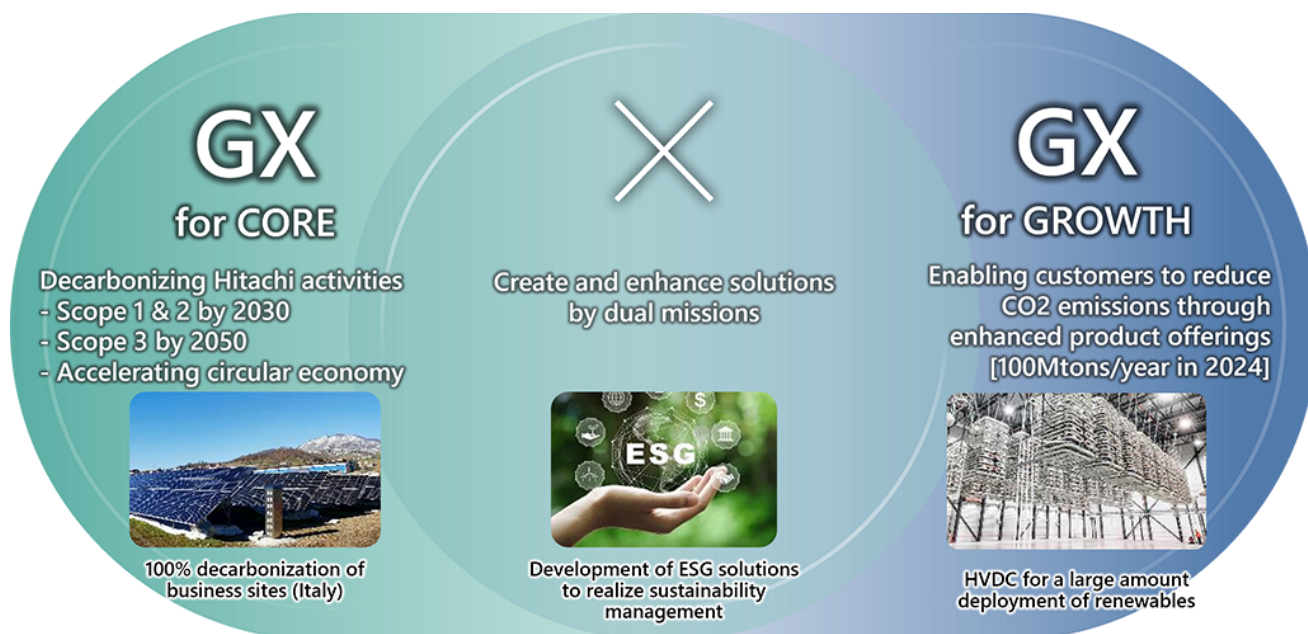 GX
for CORE
Decarbonizing Hitachi activities
- Scope 1 & 2 by 2030
- Scope 3 by 2050
- Accelerating circular economy
100% decarbonization of
business sites (Italy)
Create and enhance solutions
by dual missions
$
ESG
Development of ESG solutions
to realize sustainability
management
GX
for GROWTH
Enabling customers to reduce
CO2 emissions through
enhanced product offerings
[100Mtons/year in 2024]
HVDC for a large amount
deployment of renewables